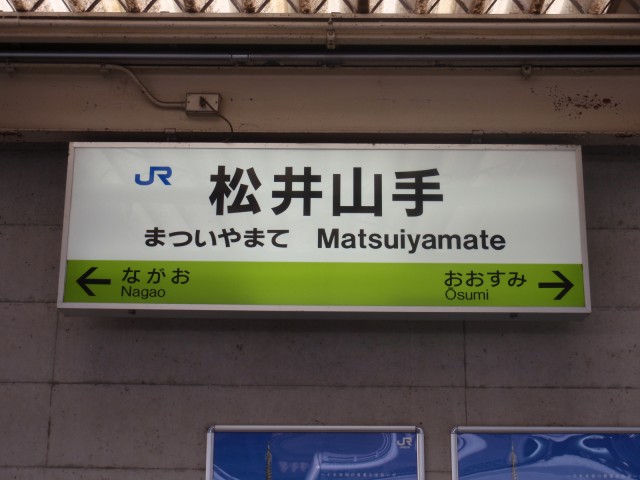 JR 松井山手
まついやまて Matsuiyamate
← ながお おおすみ →
Nagao Ōsumi
JR